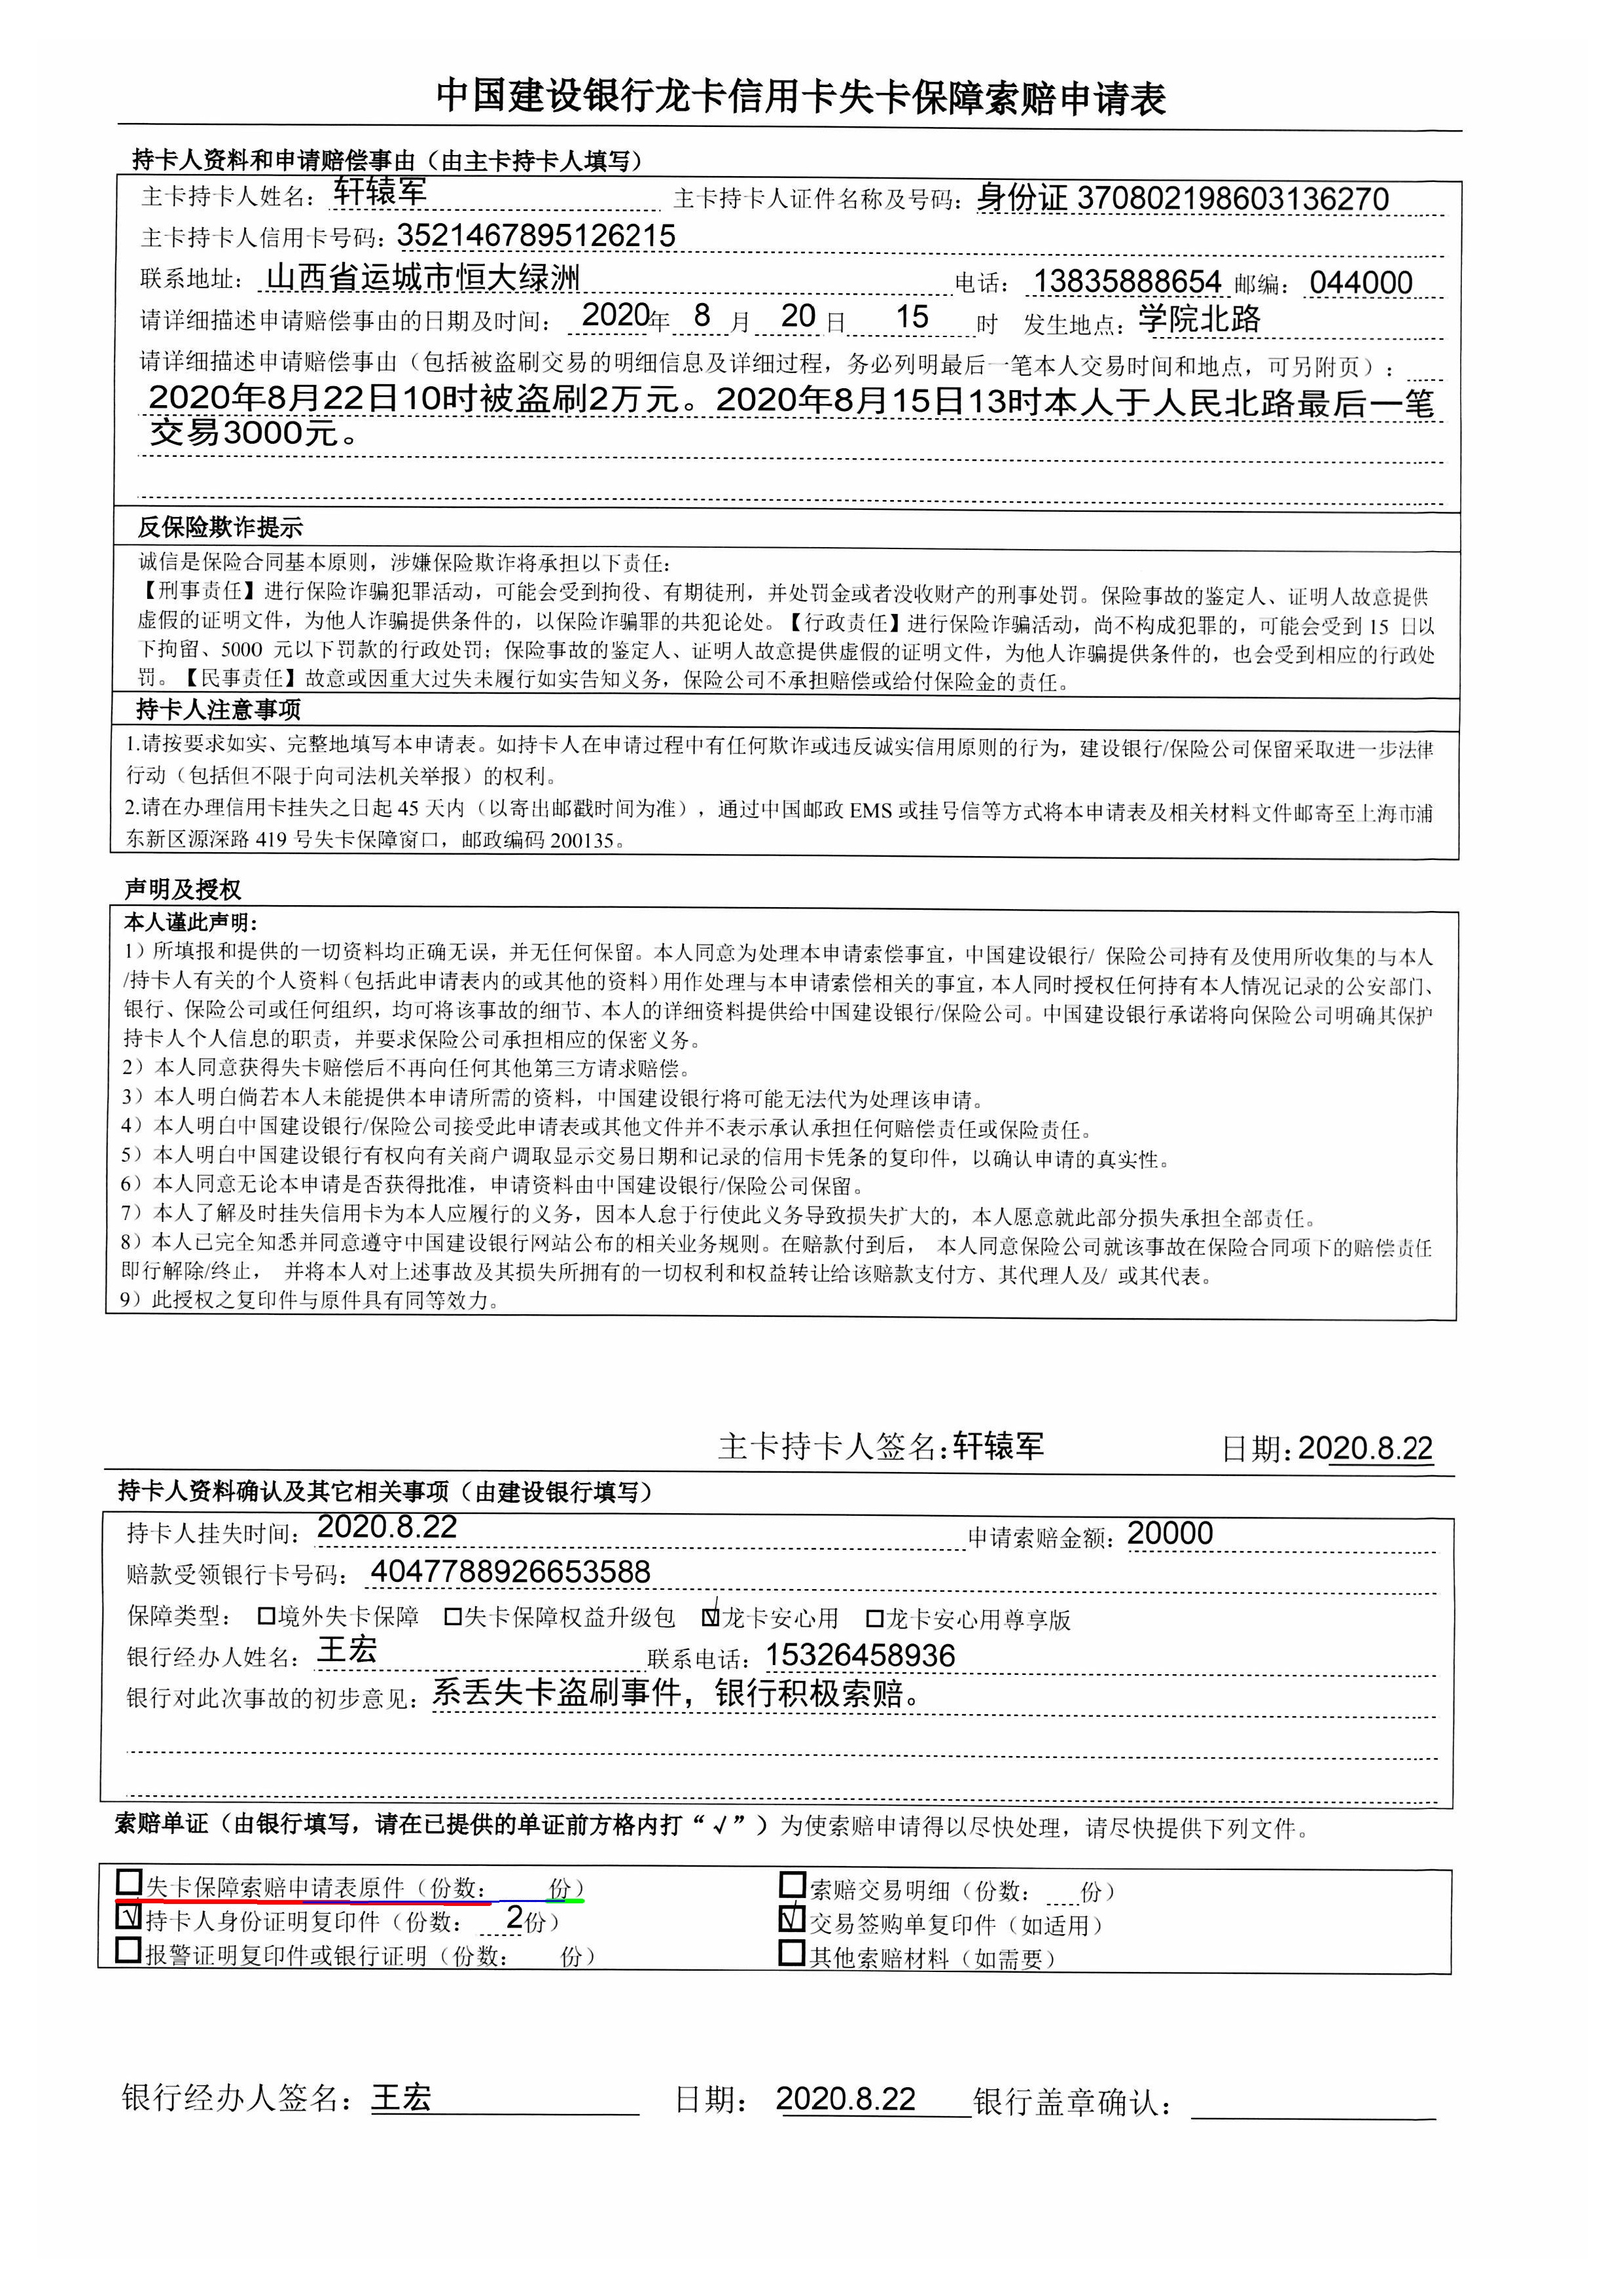 中国建设银行龙卡信用卡失卡保障索赔申请表
持卡人资料和申请赔偿事由（由主卡持卡人填写）
主卡持卡人姓名：轩辕军 主卡持卡人证件名称及号码：身份证 370802198603136270
主卡持卡人信用卡号码：3521467895126215
联系地址：山西省运城市恒大绿洲 电话：13835888654 邮编：044000
请详细描述申请赔偿事由的日期及时间：2020年 8 月 20 日 15 时 发生地点：学院北路
请详细描述申请赔偿事由（包括被盗刷交易的明细信息及详细过程，务必列明最后一笔本人交易时间和地点，可另附页）：
2020年8月22日10时被盗刷2万元。2020年8月15日13时本人于人民北路最后一笔
交易3000元。
反保险欺诈提示
诚信是保险合同基本原则，涉嫌保险欺诈将承担以下责任：
【刑事责任】进行保险诈骗犯罪活动，可能会受到拘役、有期徒刑，并处罚金或者没收财产的刑事处罚。保险事故的鉴定人、证明人故意提供
虚假的证明文件，为他人诈骗提供条件的，以保险诈骗罪的共犯论处。【行政责任】进行保险诈骗活动，尚不构成犯罪的，可能会受到 15 日以
下拘留、5000 元以下罚款的行政处罚；保险事故的鉴定人、证明人故意提供虚假的证明文件，为他人诈骗提供条件的，也会受到相应的行政处
罚。【民事责任】故意或因重大过失未履行如实告知义务，保险公司不承担赔偿或给付保险金的责任。
持卡人注意事项
1.请按要求如实、完整地填写本申请表。如持卡人在申请过程中有任何欺诈或违反诚实信用原则的行为，建设银行/保险公司保留采取进一步法律
行动（包括但不限于向司法机关举报）的权利。
2.请在办理信用卡挂失之日起 45 天内（以寄出邮戳时间为准），通过中国邮政 EMS 或挂号信等方式将本申请表及相关材料文件邮寄至上海市浦
东新区源深路 419 号失卡保障窗口，邮政编码 200135。
声明及授权
本人谨此声明:
1）所填报和提供的一切资料均正确无误，并无任何保留。本人同意为处理本申请索偿事宜，中国建设银行/ 保险公司持有及使用所收集的与本人
/持卡人有关的个人资料（包括此申请表内的或其他的资料）用作处理与本申请索偿相关的事宜，本人同时授权任何持有本人情况记录的公安部门、
银行、保险公司或任何组织，均可将该事故的细节、本人的详细资料提供给中国建设银行/保险公司。中国建设银行承诺将向保险公司明确其保护
持卡人个人信息的职责，并要求保险公司承担相应的保密义务。
2）本人同意获得失卡赔偿后不再向任何其他第三方请求赔偿。
3）本人明白倘若本人未能提供本申请所需的资料，中国建设银行将可能无法代为处理该申请。
4）本人明白中国建设银行/保险公司接受此申请表或其他文件并不表示承认承担任何赔偿责任或保险责任。
5）本人明白中国建设银行有权向有关商户调取显示交易日期和记录的信用卡凭条的复印件，以确认申请的真实性。
6）本人同意无论本申请是否获得批准，申请资料由中国建设银行/保险公司保留。
7）本人了解及时挂失信用卡为本人应履行的义务，因本人怠于行使此义务导致损失扩大的，本人愿意就此部分损失承担全部责任。
8）本人已完全知悉并同意遵守中国建设银行网站公布的相关业务规则。在赔款付到后， 本人同意保险公司就该事故在保险合同项下的赔偿责任
即行解除/终止， 并将本人对上述事故及其损失所拥有的一切权利和权益转让给该赔款支付方、其代理人及/ 或其代表。
9）此授权之复印件与原件具有同等效力。
主卡持卡人签名:轩辕军 日期:2020.8.22
持卡人资料确认及其它相关事项（由建设银行填写）
持卡人挂失时间：2020.8.22 申请索赔金额：20000
赔款受领银行卡号码：4047788926653588
保障类型：□境外失卡保障 □失卡保障权益升级包 ☑龙卡安心用 □龙卡安心用尊享版
银行经办人姓名：王宏 联系电话：15326458936
银行对此次事故的初步意见：系丢失卡盗刷事件，银行积极索赔。
索赔单证（由银行填写，请在已提供的单证前方格内打“√”）为使索赔申请得以尽快处理，请尽快提供下列文件。
□失卡保障索赔申请表原件（份数： 份） □索赔交易明细（份数： 份）
☑持卡人身份证明复印件（份数： 2份） ☑交易签购单复印件（如适用）
□报警证明复印件或银行证明（份数： 份） □其他索赔材料（如需要）
银行经办人签名：王宏 日期： 2020.8.22 银行盖章确认：